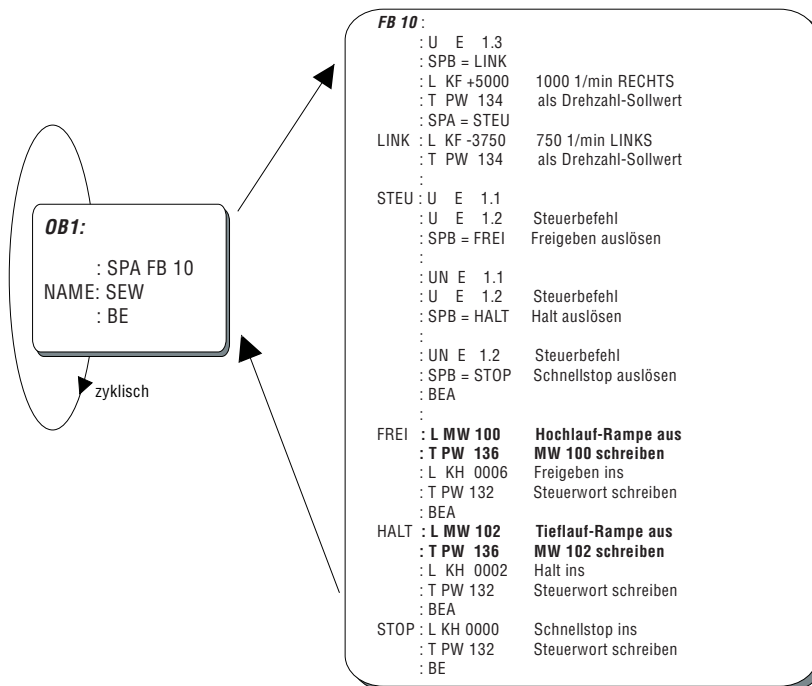 OB1:
: SPA FB 10
NAME: SEW
: BE
zyklisch
FB 10 :
: U E 1.3
: SPB = LINK
: L KF +5000 1000 1/min RECHTS
: T PW 134 als Drehzahl-Sollwert
: SPA = STEU
LINK : L KF -3750 750 1/min LINKS
: T PW 134 als Drehzahl-Sollwert
:
STEU : U E 1.1
: U E 1.2 Steuerbefehl
: SPB = FREI Freigeben auslösen
:
: UN E 1.1
: U E 1.2 Steuerbefehl
: SPB = HALT Halt auslösen
:
: UN E 1.2 Steuerbefehl
: SPB = STOP Schnellstop auslösen
: BEA
:
FREI : L MW 100 Hochlauf-Rampe aus
: T PW 136 MW 100 schreiben
: L KH 0006 Freigeben ins
: T PW 132 Steuerwort schreiben
: BEA
HALT : L MW 102 Tieflauf-Rampe aus
: T PW 136 MW 102 schreiben
: L KH 0002 Halt ins
: T PW 132 Steuerwort schreiben
: BEA
STOP : L KH 0000 Schnellstop ins
: T PW 132 Steuerwort schreiben
: BE